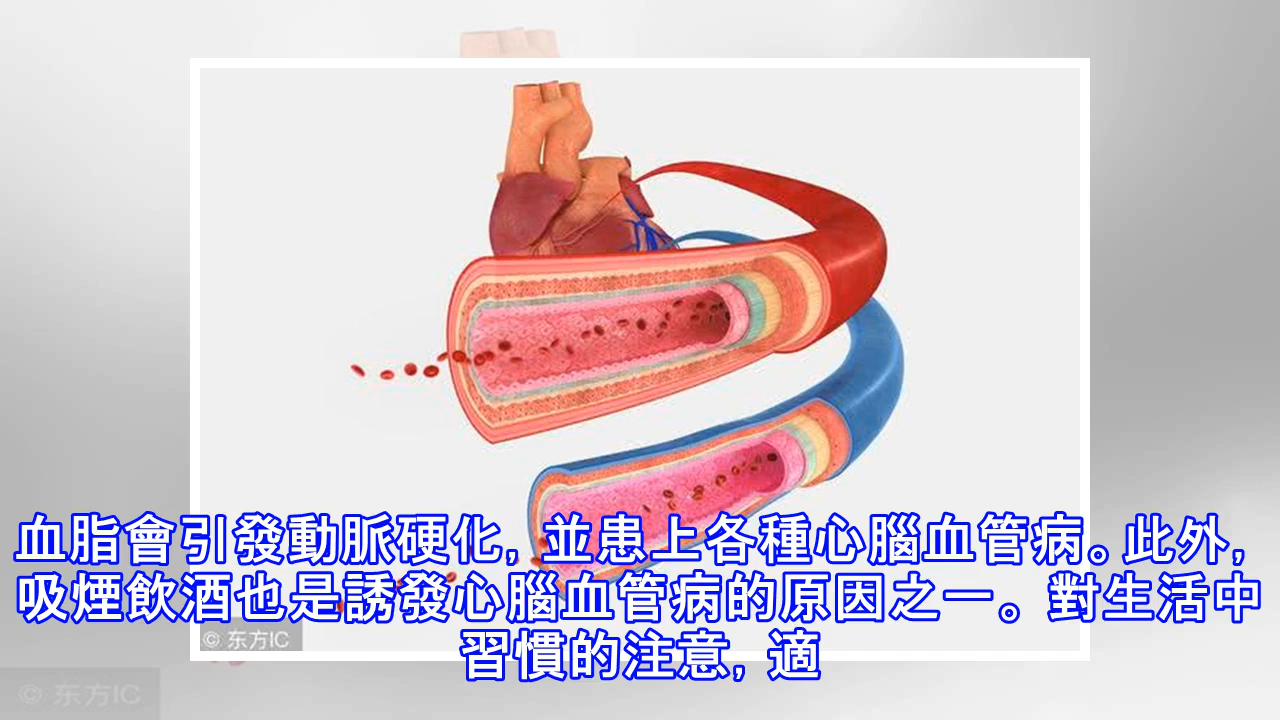 血脂會引發動脈硬化, 並患上各種心腦血管病。此外,
吸煙飲酒也是誘發心腦血管病的原因之一。對生活中
習慣的注意, 適
© 东方IC
© 东方IC